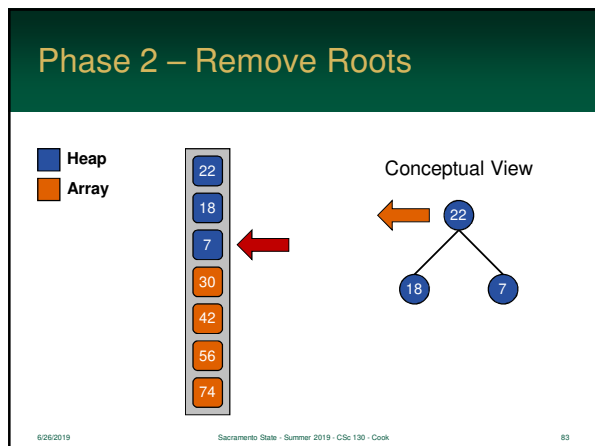 Phase 2 – Remove Roots
Heap
Array
22
18
7
30
42
56
74
Conceptual View
22
18 7
6/26/2019 Sacramento State - Summer 2019 - CSc 130 - Cook 83